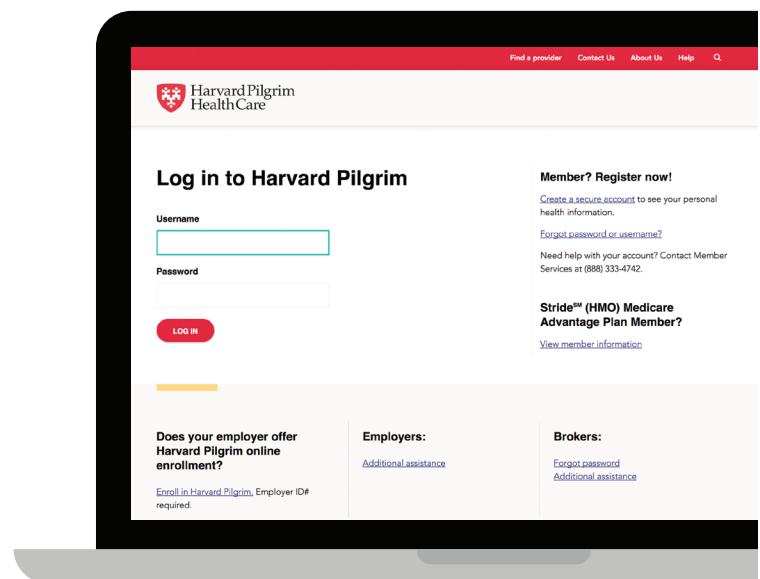 Find a provider Contact Us About Us Help
Harvard Pilgrim
HealthCare
Log in to Harvard Pilgrim
Username
Password
LOG IN
Member? Register now!
Create a secure account to see your personal
health information.
Forgot password or username?
Need help with your account? Contact Member
Services at (888) 333-4742.
Stride℠ (HMO) Medicare
Advantage Plan Member?
View member information
Does your employer offer
Harvard Pilgrim online
enrollment?
Enroll in Harvard Pilgrim. Employer ID#
required.
Employers:
Additional assistance
Brokers:
Forgot password
Additional assistance